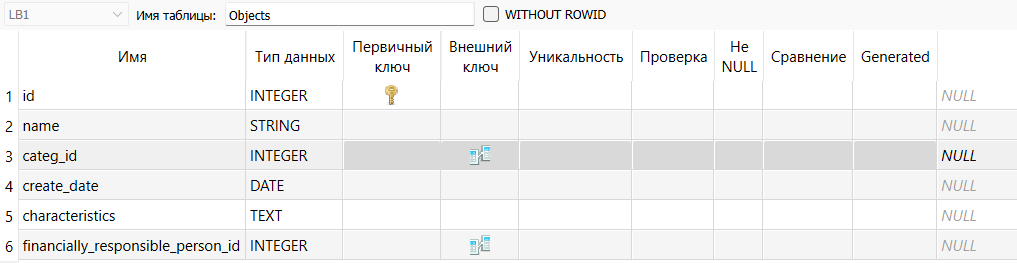 LB1 Имя таблицы: Objects WITHOUT ROWID
Имя Тип данных Первичный ключ Внешний ключ Уникальность Проверка Не NULL Сравнение Generated
1 id INTEGER NULL
2 name STRING NULL
3 categ_id INTEGER NULL
4 create_date DATE NULL
5 characteristics TEXT NULL
6 financially_responsible_person_id INTEGER NULL